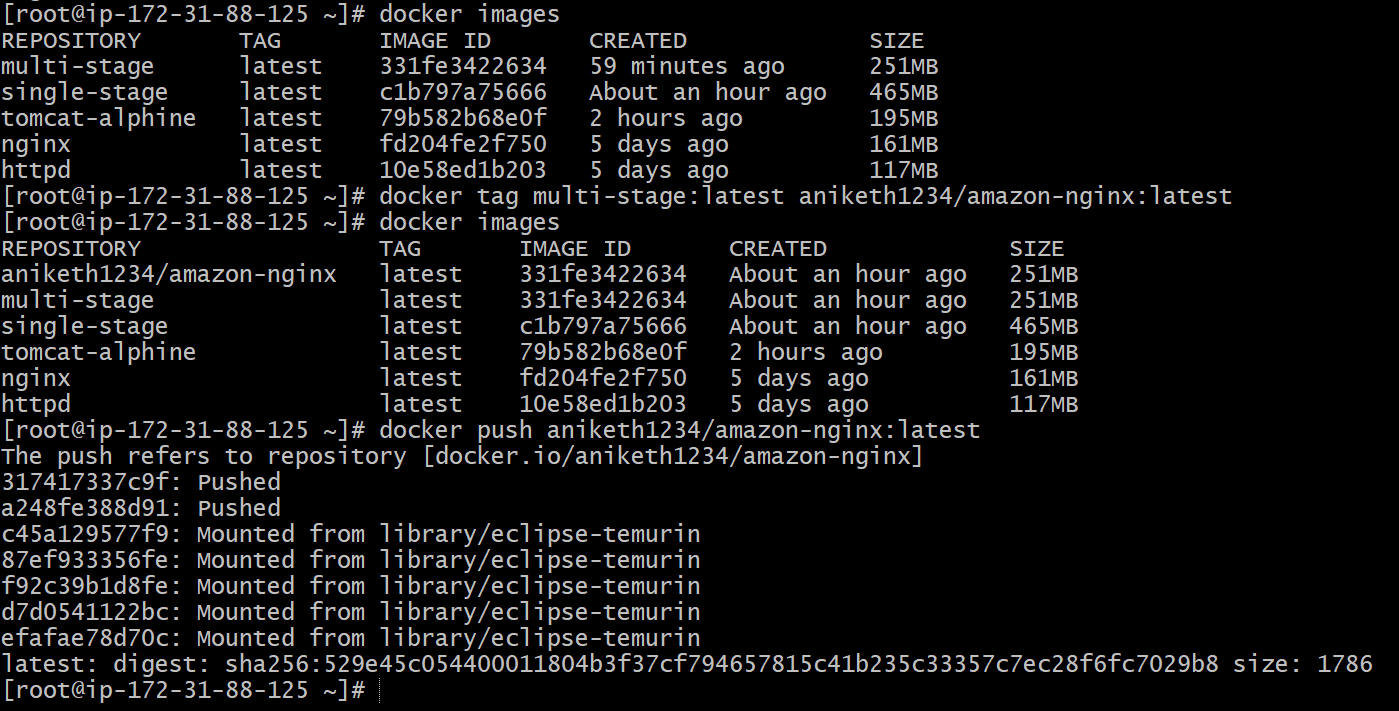 [root@ip-172-31-88-125 ~]# docker images
REPOSITORY       TAG       IMAGE ID       CREATED             SIZE
multi-stage      latest    331fe3422634   59 minutes ago      251MB
single-stage     latest    c1b797a75666   About an hour ago   465MB
tomcat-alphine   latest    79b582b68e0f   2 hours ago         195MB
nginx            latest    fd204fe2f750   5 days ago          161MB
httpd            latest    10e58ed1b203   5 days ago          117MB
[root@ip-172-31-88-125 ~]# docker tag multi-stage:latest aniketh1234/amazon-nginx:latest
[root@ip-172-31-88-125 ~]# docker images
REPOSITORY                 TAG       IMAGE ID       CREATED             SIZE
aniketh1234/amazon-nginx   latest    331fe3422634   About an hour ago   251MB
multi-stage                latest    331fe3422634   About an hour ago   251MB
single-stage               latest    c1b797a75666   About an hour ago   465MB
tomcat-alphine             latest    79b582b68e0f   2 hours ago         195MB
nginx                      latest    fd204fe2f750   5 days ago          161MB
httpd                      latest    10e58ed1b203   5 days ago          117MB
[root@ip-172-31-88-125 ~]# docker push aniketh1234/amazon-nginx:latest
The push refers to repository [docker.io/aniketh1234/amazon-nginx]
317417337c9f: Pushed
a248fe388d91: Pushed
c45a129577f9: Mounted from library/eclipse-temurin
87ef933356fe: Mounted from library/eclipse-temurin
f92c39b1d8fe: Mounted from library/eclipse-temurin
d7d0541122bc: Mounted from library/eclipse-temurin
efafae78d70c: Mounted from library/eclipse-temurin
latest: digest: sha256:529e45c054400011804b3f37cf794657815c41b235c33357c7ec28f6fc7029b8 size: 1786
[root@ip-172-31-88-125 ~]#